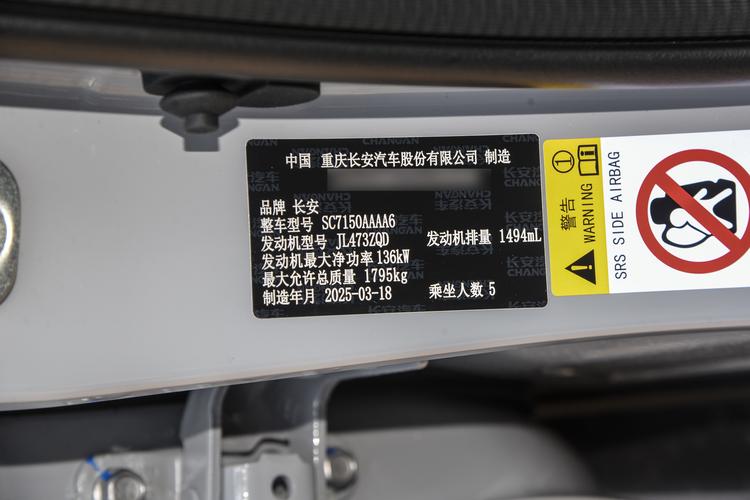 中国 重庆长安汽车股份有限公司 制造
品牌 长安
整车型号 SC7150AAAA6
发动机型号 JL473ZQD 发动机排量 1494mL
发动机最大净功率 136kW
最大允许总质量 1795kg
制造年月 2025-03-18 乘坐人数 5
警告
WARNING
SRS SIDE AIRBAG